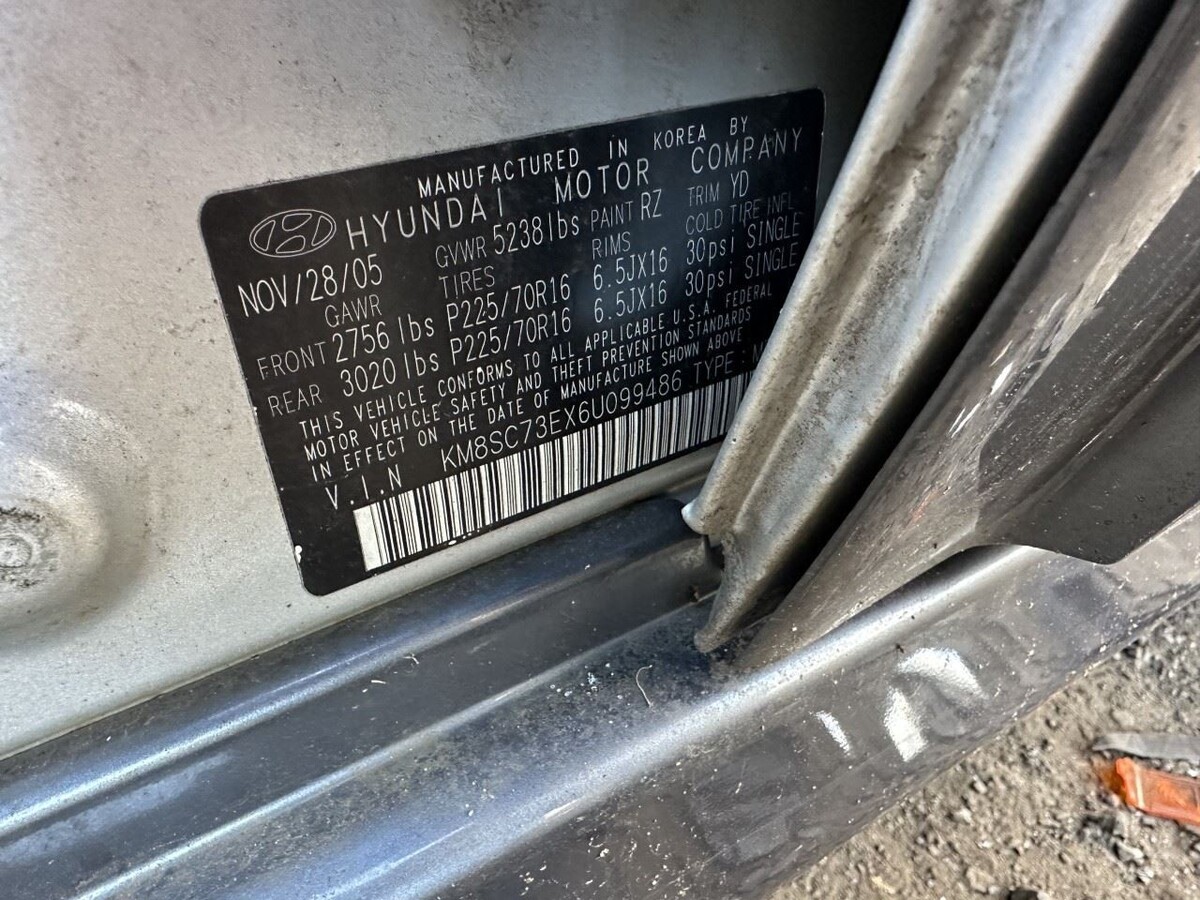 MANUFACTURED IN KOREA BY
HYUNDAI MOTOR COMPANY
NOV/28/05 GVWR 5238lbs PAINT RZ TRIM YD
GAWR TIRES RIMS COLD TIRE INFL
FRONT 2756 lbs P225/70R16 6.5JX16 30psi SINGLE
REAR 3020lbs P225/70R16 6.5JX16 30psi SINGLE
THIS VEHICLE CONFORMS TO ALL APPLICABLE U.S.A. FEDERAL
MOTOR VEHICLE SAFETY AND THEFT PREVENTION STANDARDS
IN EFFECT ON THE DATE OF MANUFACTURE SHOWN ABOVE
V.I.N KM8SC73EX6U099486 TYPE :